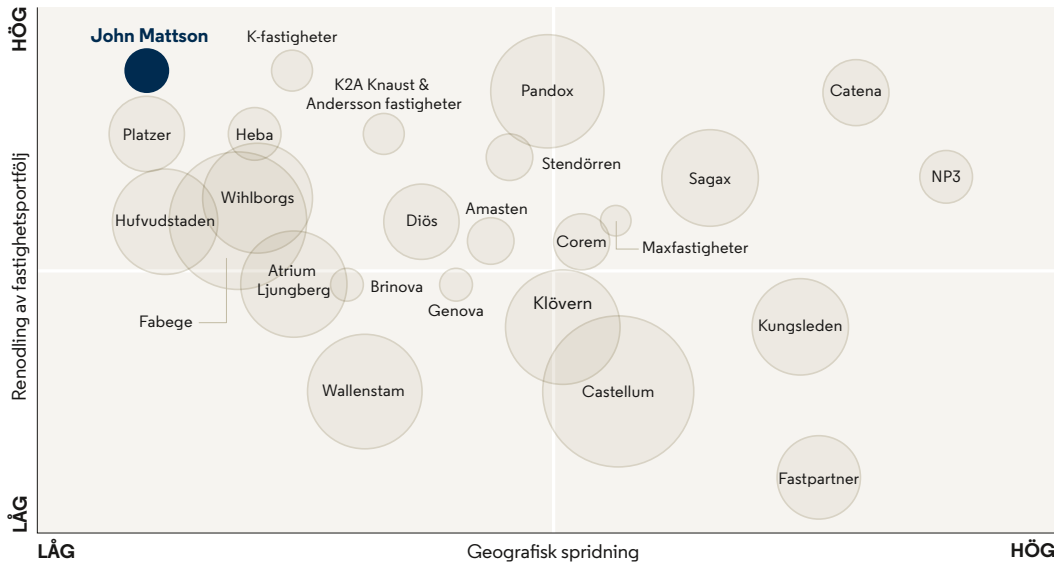 HÖG
John Mattson
K-fastigheter
K2A Knaust &
Andersson fastigheter
Pandox
Catena
Platzer
Heba
Stendörren
Sagax
NP3
Wihlborgs
Hufvudstaden
Diös
Amasten
Corem
Maxfastigheter
Atrium
Ljungberg
Brinova
Genova
Klövern
Fabege
Kungsleden
Wallenstam
Castellum
Fastpartner
Renodling av fastighetsportfölj
LÅG
LÅG
Geografisk spridning
HÖG